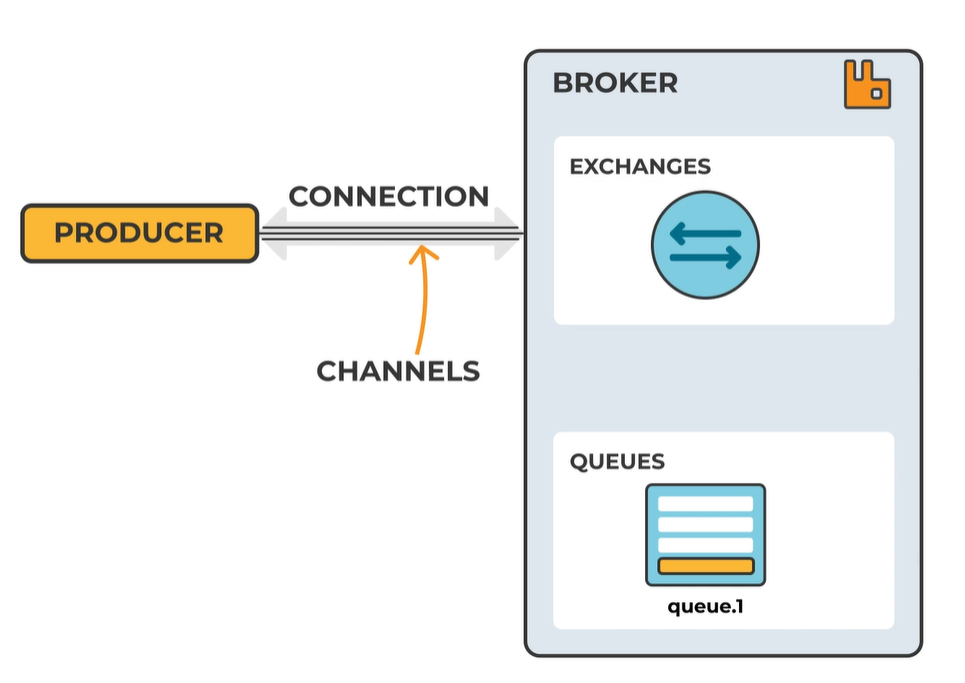 BROKER
EXCHANGES
CONNECTION
PRODUCER
CHANNELS
QUEUES
queue.1